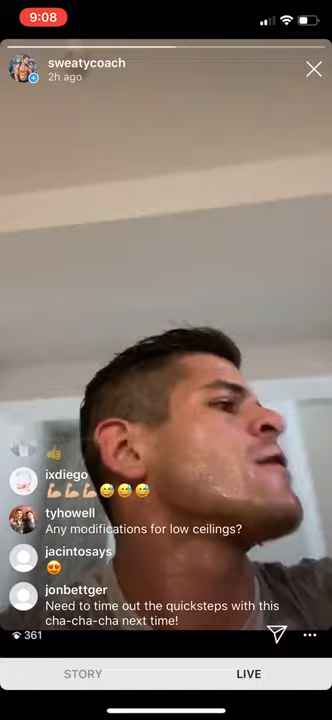 9:08
sweatycoach
2h ago
ixdiego
💪🏼💪🏼💪🏼😅😅😅
tyhowell
Any modifications for low ceilings?
jacintosays
😍
jonbettger
Need to time out the quicksteps with this
cha-cha-cha next time!
361
STORY
LIVE